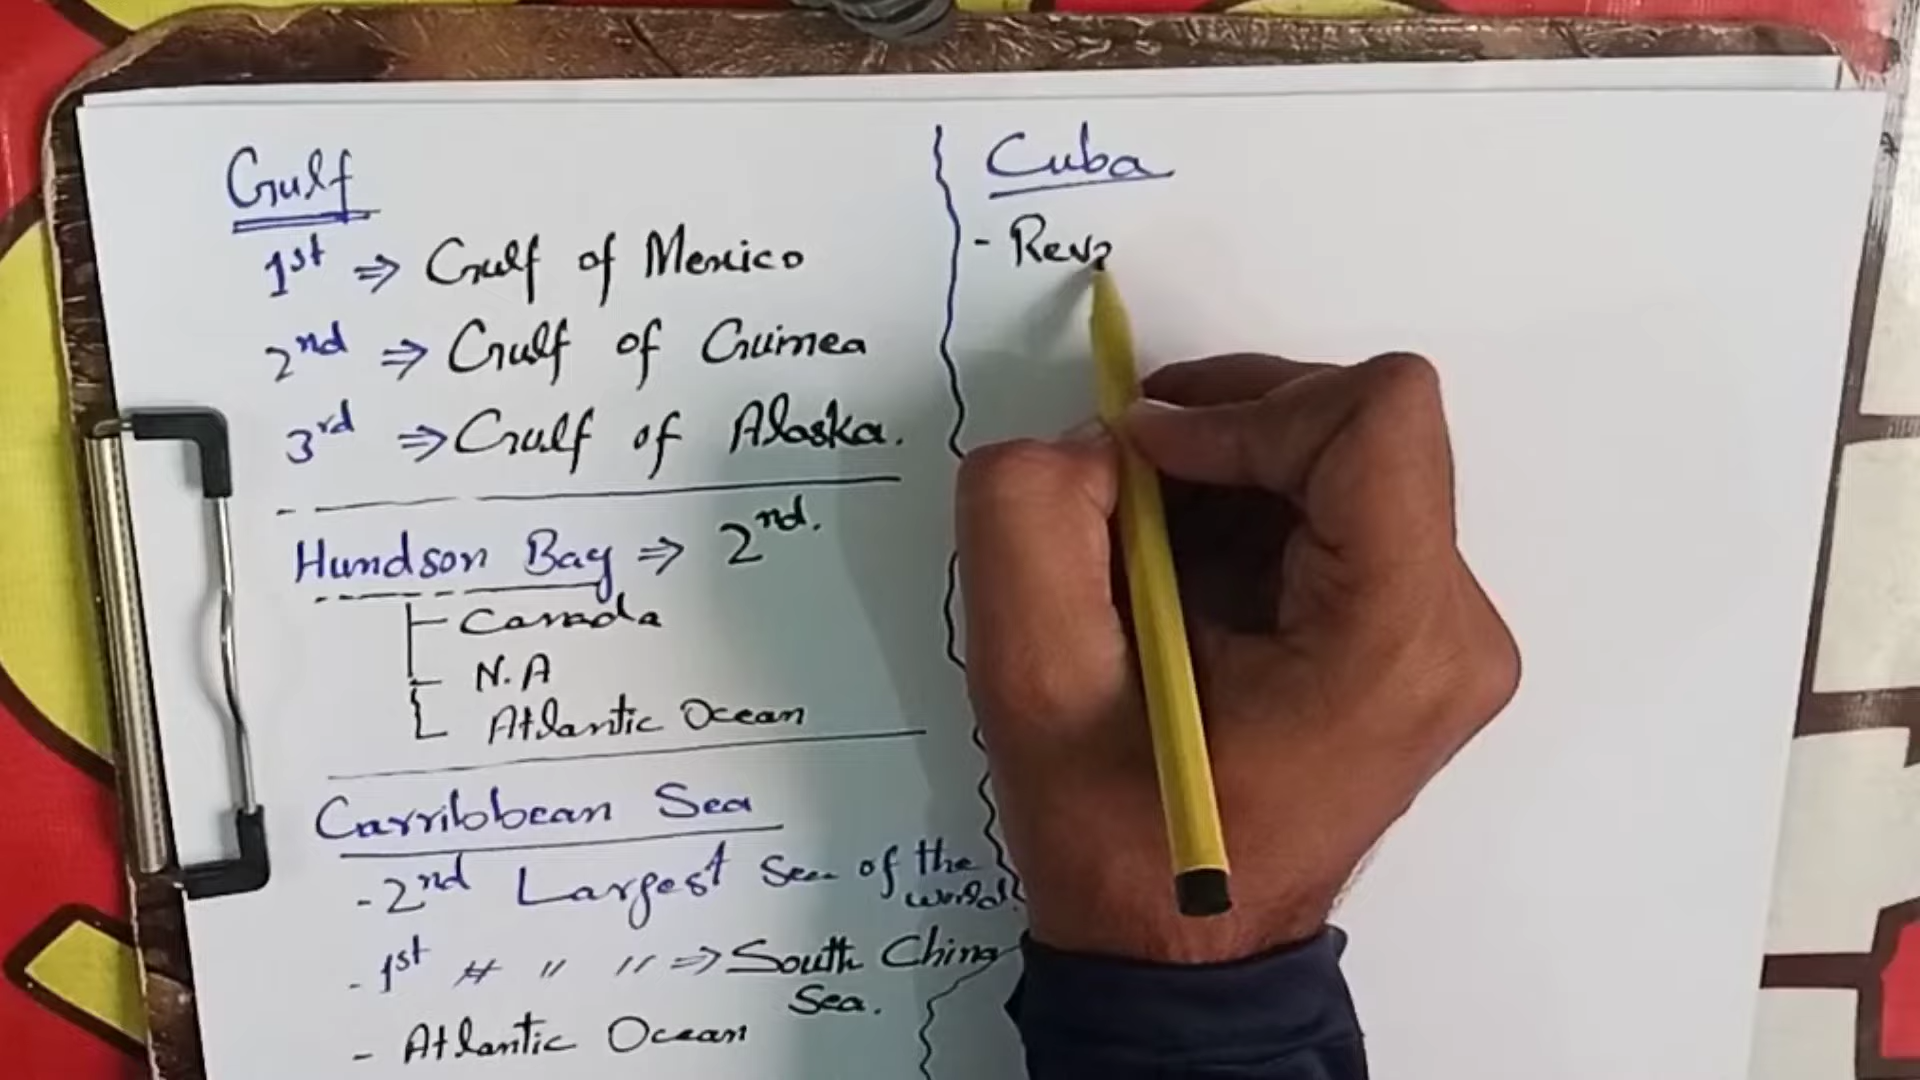 Gulf
1st ⇒ Gulf of Mexico
2nd ⇒ Gulf of Guinea
3rd ⇒ Gulf of Alaska.
Hundson Bay ⇒ 2nd.
Canada
N.A
Atlantic Ocean
Carribbean Sea
- 2nd Largest Sea of the world.
- 1st " " " ⇒ South China Sea.
- Atlantic Ocean
Cuba
- Revo